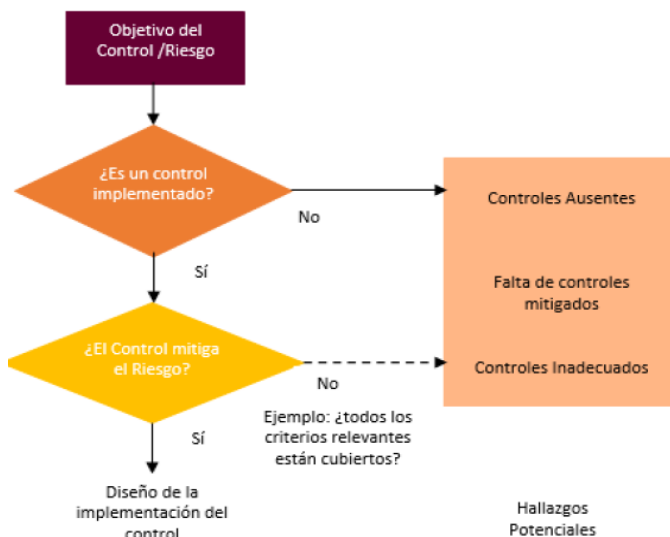 Objetivo del
Control /Riesgo
¿Es un control
implementado?
No
Controles Ausentes
Sí
Falta de controles
mitigados
¿El Control mitiga
el Riesgo?
No
Controles Inadecuados
Ejemplo: ¿todos los
criterios relevantes
están cubiertos?
Sí
Diseño de la
implementación del
control
Hallazgos
Potenciales